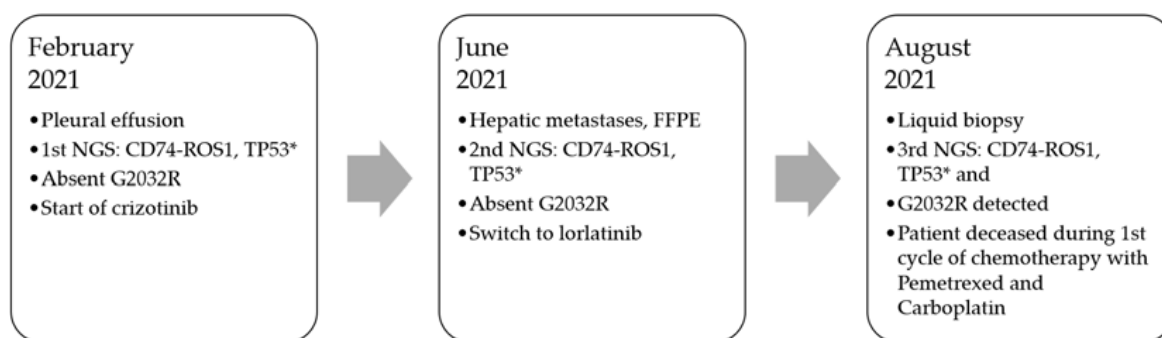 February
2021
•Pleural effusion
•1st NGS: CD74-ROS1, TP53*
•Absent G2032R
•Start of crizotinib
June
2021
•Hepatic metastases, FFPE
•2nd NGS: CD74-ROS1,
TP53*
•Absent G2032R
•Switch to lorlatinib
August
2021
•Liquid biopsy
•3rd NGS: CD74-ROS1,
TP53* and
•G2032R detected
•Patient deceased during 1st
cycle of chemotherapy with
Pemetrexed and
Carboplatin